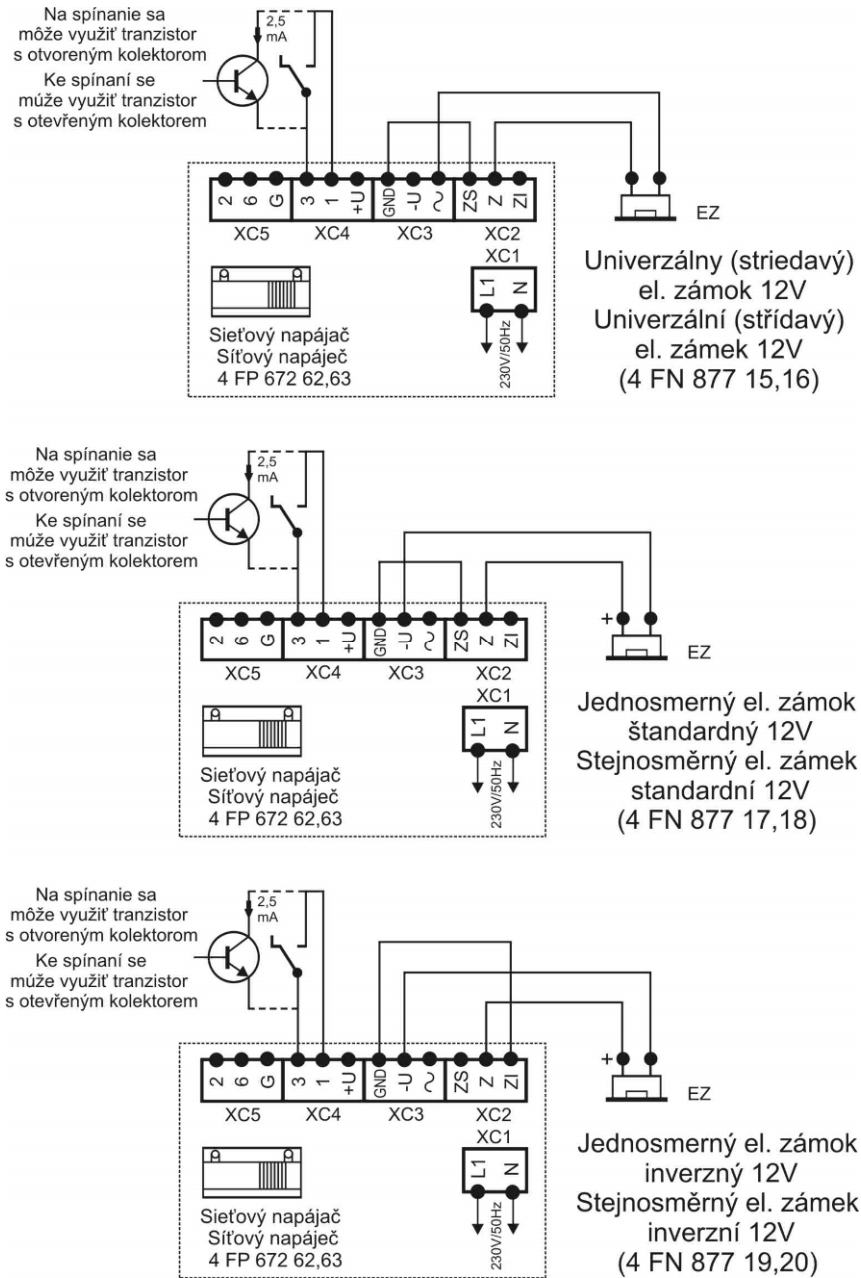 Na spínanie sa
môže využiť tranzistor
s otvoreným kolektorom
Ke spínaní se
múže využiť tranzistor
s otevřeným kolektorem
2,5
mA
2 6 G 3 1 +U GND -U ~ ZS Z ZI
XC5 XC4 XC3 XC2
XC1
L1 N
230V/50Hz
Sieťový napájač
Síťový napáječ
4 FP 672 62,63
EZ
Univerzálny (striedavý)
el. zámok 12V
Univerzální (střídavý)
el. zámek 12V
(4 FN 877 15,16)
Na spínanie sa
môže využiť tranzistor
s otvoreným kolektorom
Ke spínaní se
múže využiť tranzistor
s otevřeným kolektorem
2,5
mA
2 6 G 3 1 +U GND -U ~ ZS Z ZI
XC5 XC4 XC3 XC2
XC1
L1 N
230V/50Hz
Sieťový napájač
Síťový napáječ
4 FP 672 62,63
+
EZ
Jednosmerný el. zámok
štandardný 12V
Stejnosměrný el. zámek
standardní 12V
(4 FN 877 17,18)
Na spínanie sa
môže využiť tranzistor
s otvoreným kolektorom
Ke spínaní se
múže využiť tranzistor
s otevřeným kolektorem
2,5
mA
2 6 G 3 1 +U GND -U ~ ZS Z ZI
XC5 XC4 XC3 XC2
XC1
L1 N
230V/50Hz
Sieťový napájač
Síťový napáječ
4 FP 672 62,63
+
EZ
Jednosmerný el. zámok
inverzný 12V
Stejnosměrný el. zámek
inverzní 12V
(4 FN 877 19,20)